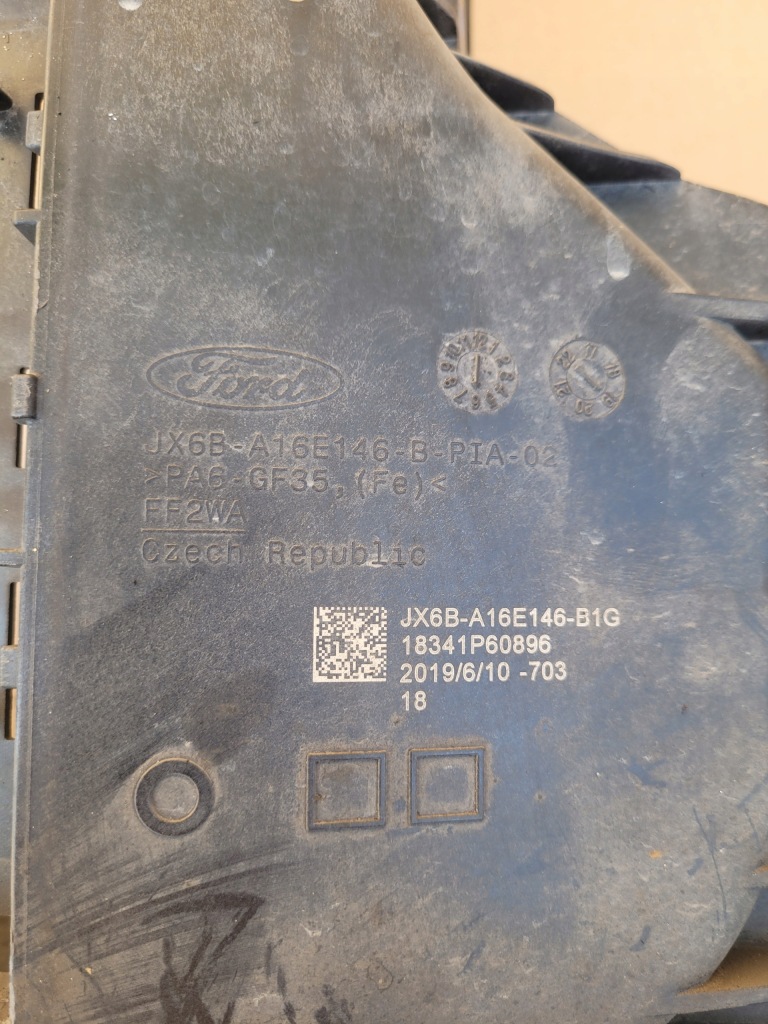 Ford
JX6B-A16E146-B-PIA-02
>PA6-GF35,(Fe)<
FF2WA
Czech Republic
JX6B-A16E146-B1G
18341P60896
2019/6/10 -703
18